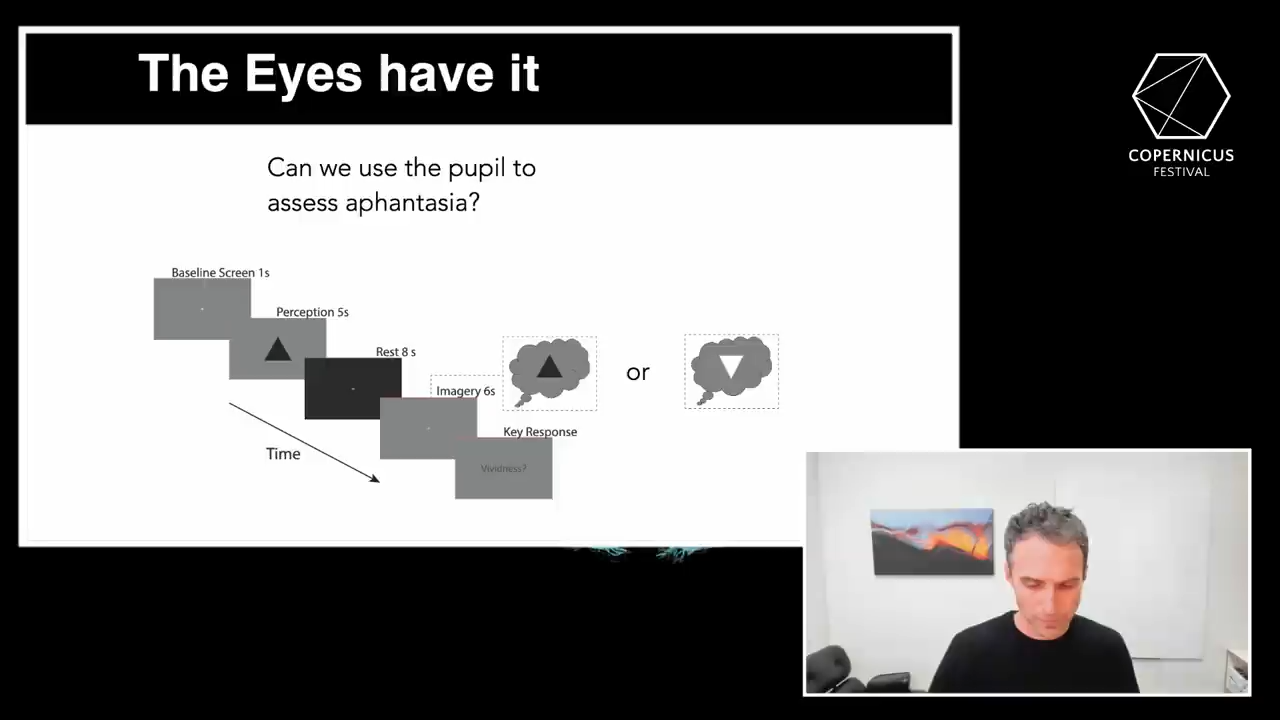 The Eyes have it
Can we use the pupil to
assess aphantasia?
Baseline Screen 1s
Perception 5s
Rest 8 s
Imagery 6s
or
Key Response
Time
Vividness?
COPERNICUS
FESTIVAL